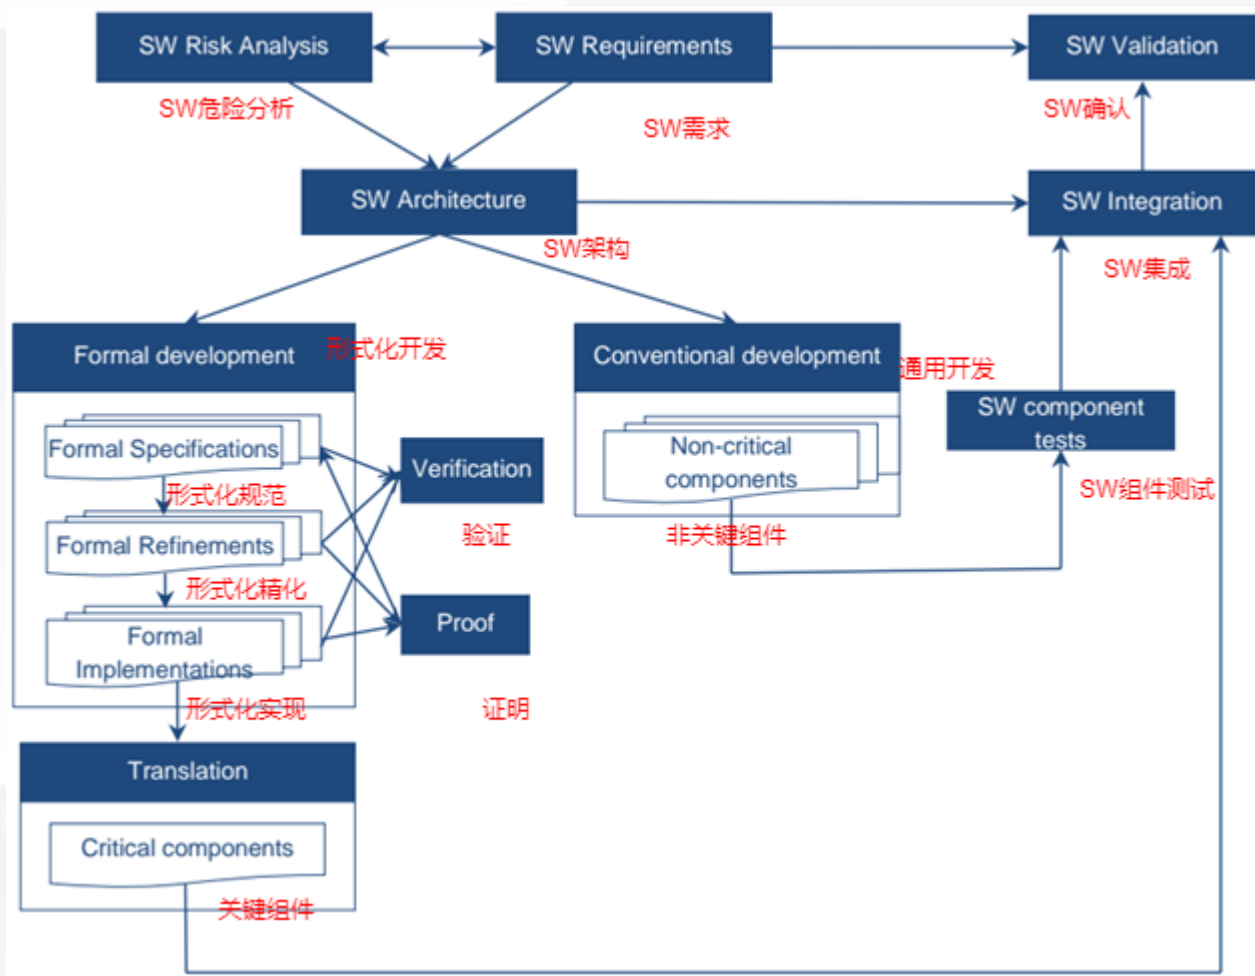 SW Risk Analysis
SW Requirements
SW Validation
SW危险分析
SW需求
SW确认
SW Architecture
SW Integration
SW架构
SW集成
Formal development
形式化开发
Conventional development
通用开发
Formal Specifications
形式化规范
Verification
验证
Non-critical
components
非关键组件
SW component
tests
SW组件测试
Formal Refinements
形式化精化
Formal
Implementations
形式化实现
Proof
证明
Translation
Critical components
关键组件